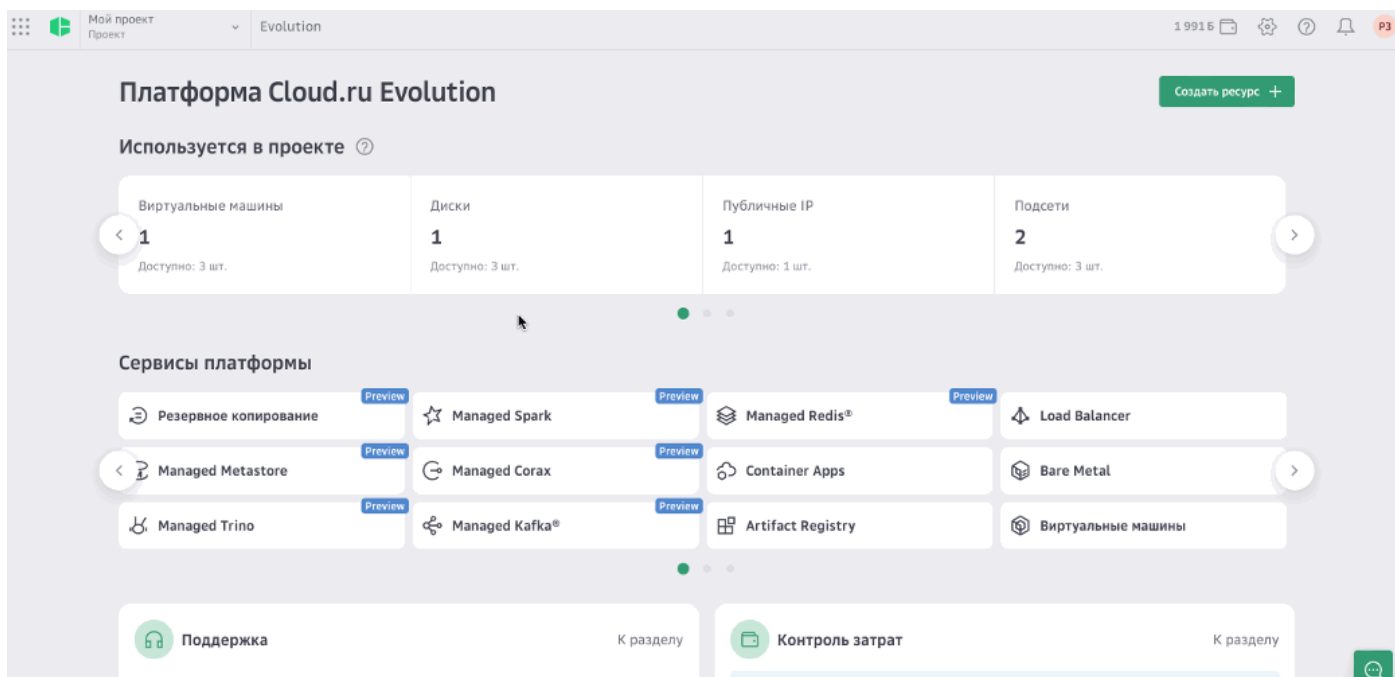 Мой проект
Проект
Evolution
1 991 Б
РЗ
Платформа Cloud.ru Evolution
Создать ресурс
Используется в проекте
Виртуальные машины
1
Доступно: 3 шт.
Диски
1
Доступно: 3 шт.
Публичные IP
1
Доступно: 1 шт.
Подсети
2
Доступно: 3 шт.
Сервисы платформы
Резервное копирование
Preview
Managed Spark
Preview
Managed Redis®
Preview
Load Balancer
Managed Metastore
Preview
Managed Corax
Preview
Container Apps
Bare Metal
Managed Trino
Preview
Managed Kafka®
Preview
Artifact Registry
Виртуальные машины
Поддержка
К разделу
Контроль затрат
К разделу